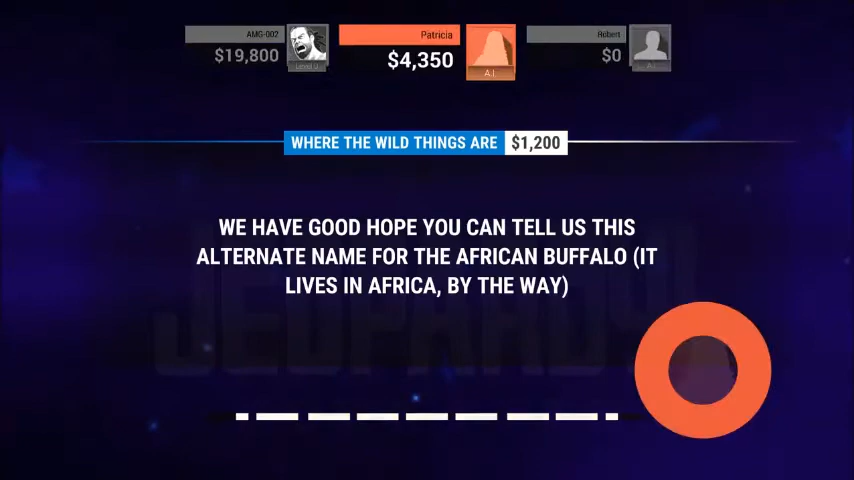 AMG-002
Patricia
Robert
$19,800
$4,350
$0
Level 0
A.I.
A.I.
WHERE THE WILD THINGS ARE $1,200
WE HAVE GOOD HOPE YOU CAN TELL US THIS
ALTERNATE NAME FOR THE AFRICAN BUFFALO (IT
LIVES IN AFRICA, BY THE WAY)
JEOPARDY!